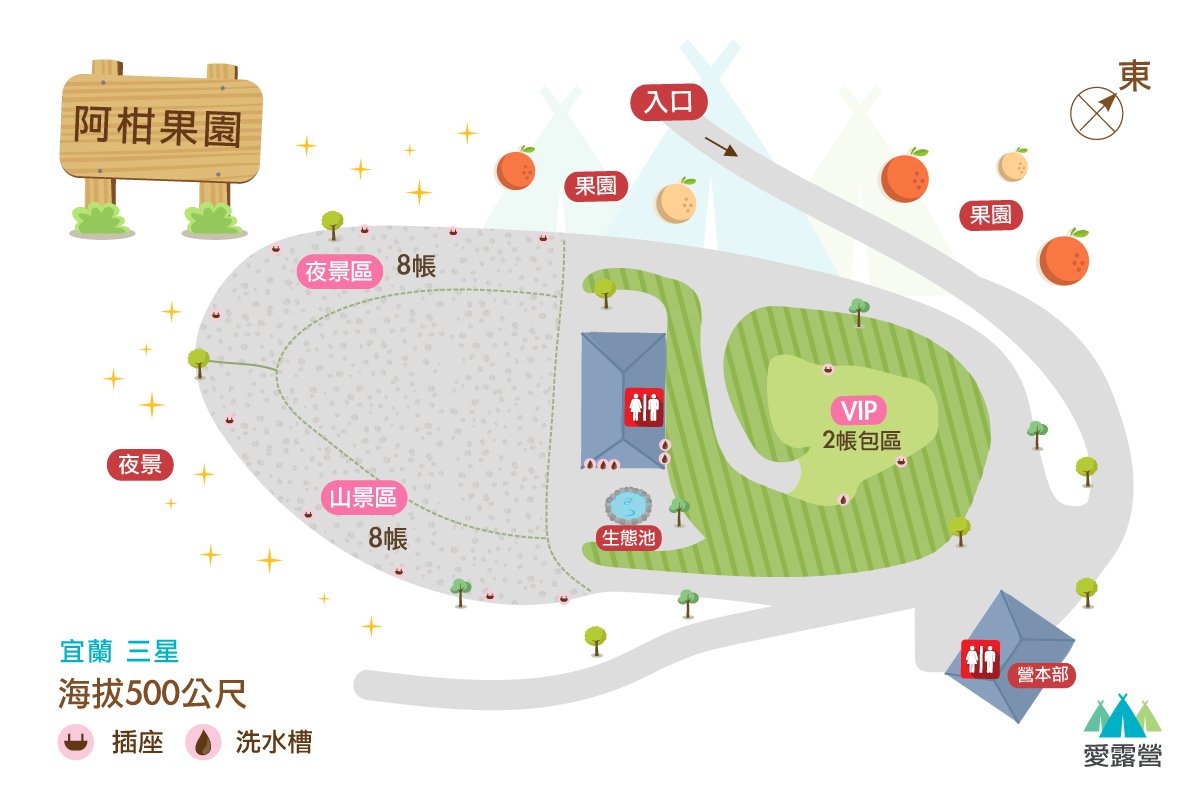 阿柑果園
入口
東
果園
果園
夜景區
8帳
VIP
2帳包區
夜景
山景區
8帳
生態池
宜蘭 三星
海拔500公尺
插座
洗水槽
營本部
愛露營